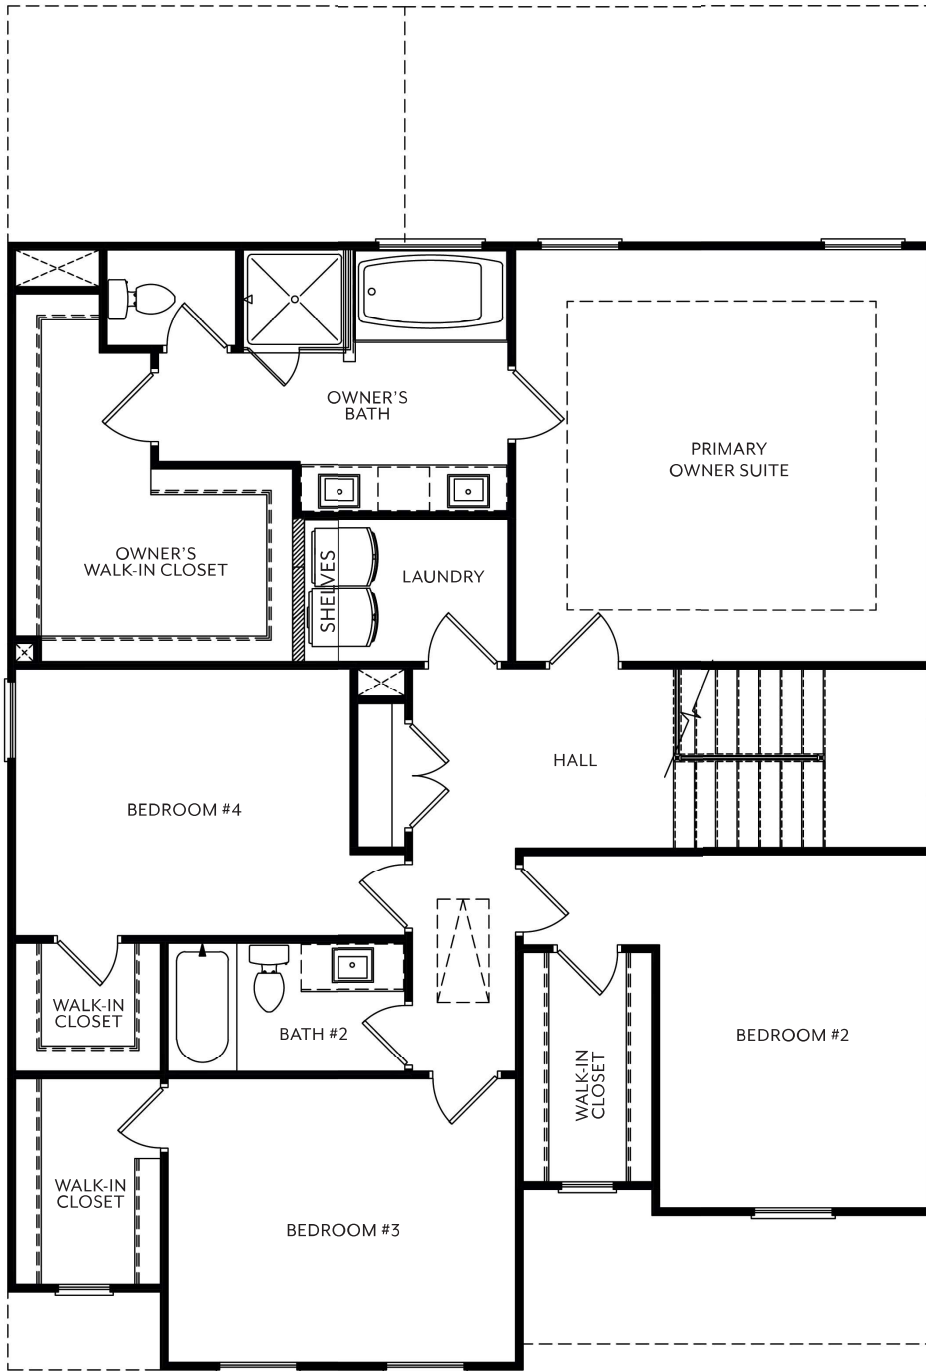 OWNER'S
BATH
PRIMARY
OWNER SUITE
OWNER'S
WALK-IN CLOSET
SHELVES
LAUNDRY
HALL
BEDROOM #4
WALK-IN
CLOSET
BATH #2
BEDROOM #2
WALK-IN
CLOSET
WALK-IN
CLOSET
BEDROOM #3